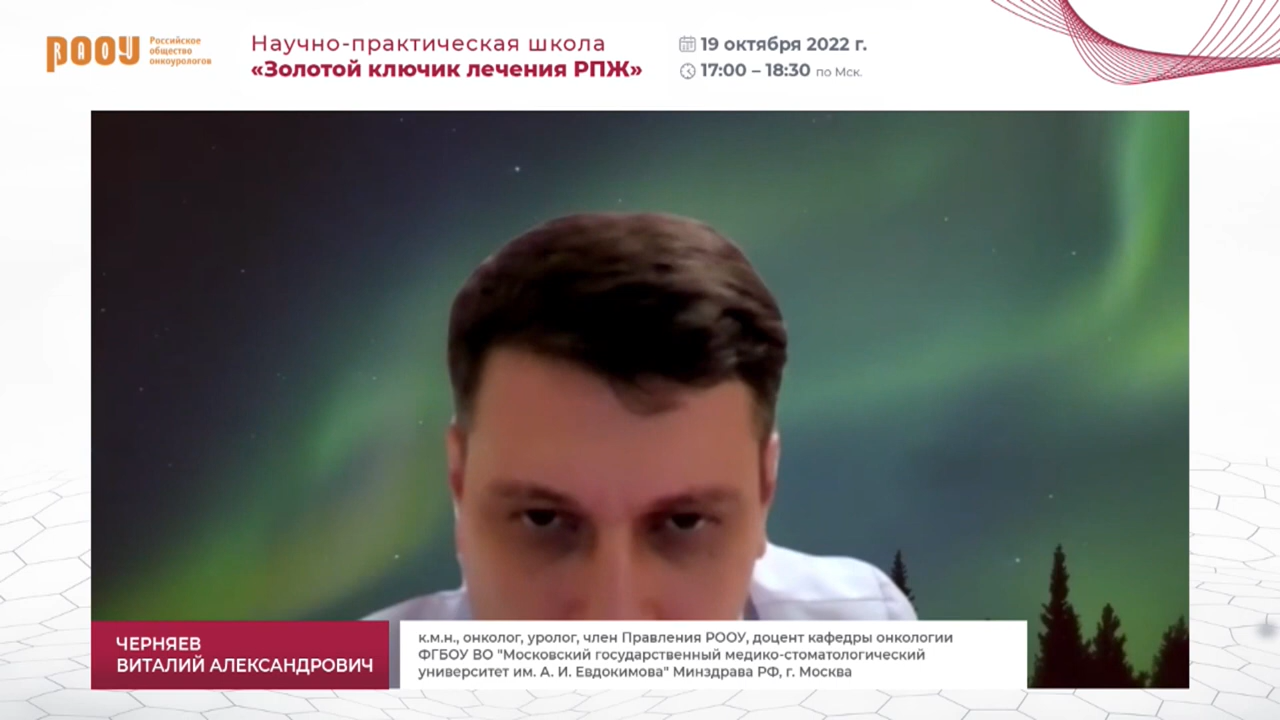 РООУ
Российское
общество
онкоурологов
Научно-практическая школа
«Золотой ключик лечения РПЖ»
19 октября 2022 г.
17:00 – 18:30 по Мск.
ЧЕРНЯЕВ
ВИТАЛИЙ АЛЕКСАНДРОВИЧ
к.м.н., онколог, уролог, член Правления РООУ, доцент кафедры онкологии
ФГБОУ ВО "Московский государственный медико-стоматологический
университет им. А. И. Евдокимова" Минздрава РФ, г. Москва